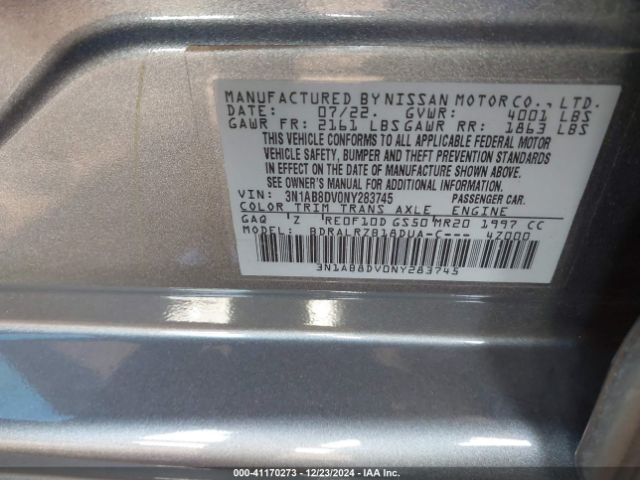 MANUFACTURED BY NISSAN MOTOR CO., LTD.
DATE: 07/22. GVWR: 4001 LBS
GAWR FR: 2161 LBS GAWR RR: 1863 LBS
THIS VEHICLE CONFORMS TO ALL APPLICABLE FEDERAL MOTOR
VEHICLE SAFETY, BUMPER AND THEFT PREVENTION STANDARDS
IN EFFECT ON THE DATE OF MANUFACTURE SHOWN ABOVE.
SEE OWNER'S MANUAL FOR ADDITIONAL INFORMATION.
VIN: 3N1AB8DV0NY283745 PASSENGER CAR.
COLOR TRIM TRANS AXLE ENGINE
GAQ Z RE0F10D GS50 MR20 1997 CC
MODEL: BDRALRZB18DUA-C--- 47000
3N1AB8DV0NY283745
000-41170273 - 12/23/2024 - IAA Inc.